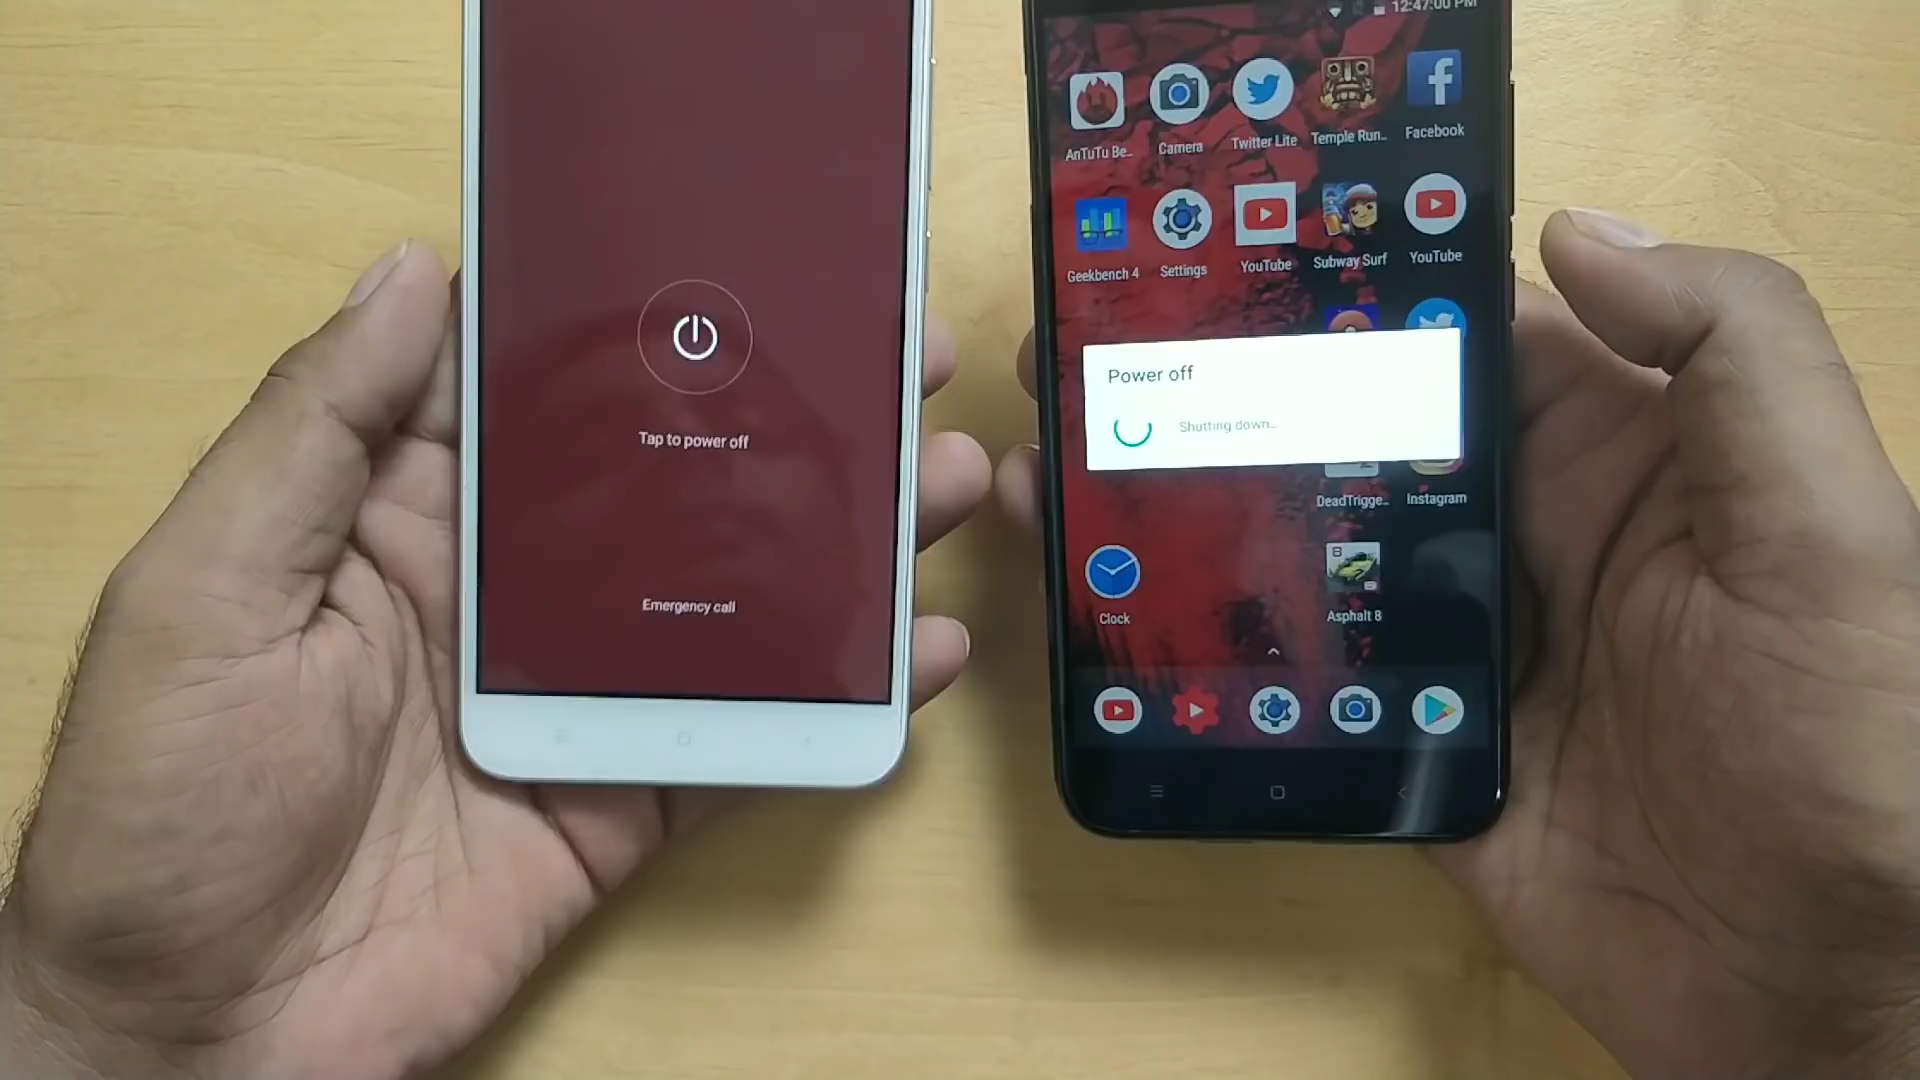 Tap to power off
Emergency call
12:47:00 PM
AnTuTu Be...
Camera
Twitter Lite
Temple Run...
Facebook
Geekbench 4
Settings
YouTube
Subway Surf
YouTube
Power off
Shutting down...
DeadTrigge...
Instagram
Clock
Asphalt 8